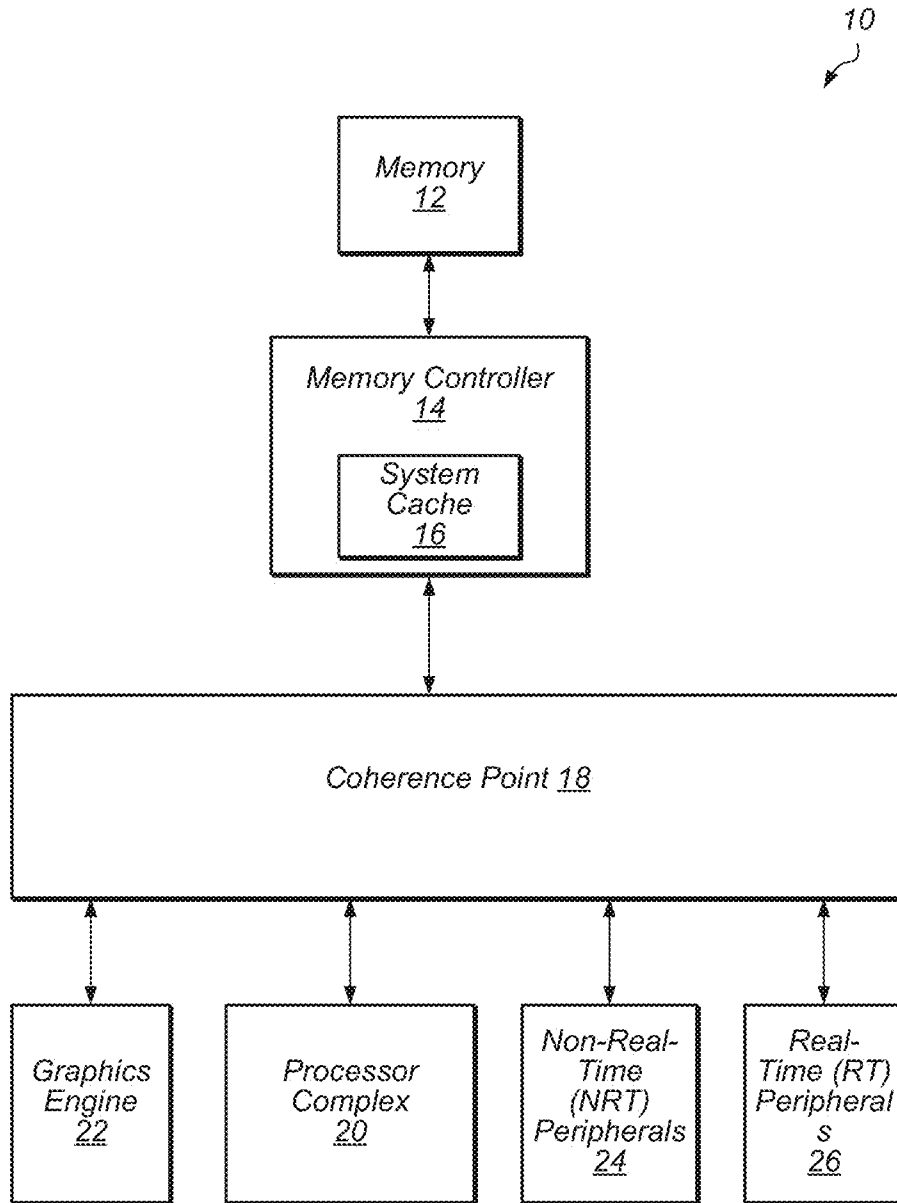 10
Memory
12
Memory Controller
14
System
Cache
16
Coherence Point 18
Graphics
Engine
22
Processor
Complex
20
Non-Real-
Time
(NRT)
Peripherals
24
Real-
Time (RT)
Peripheral
s
26